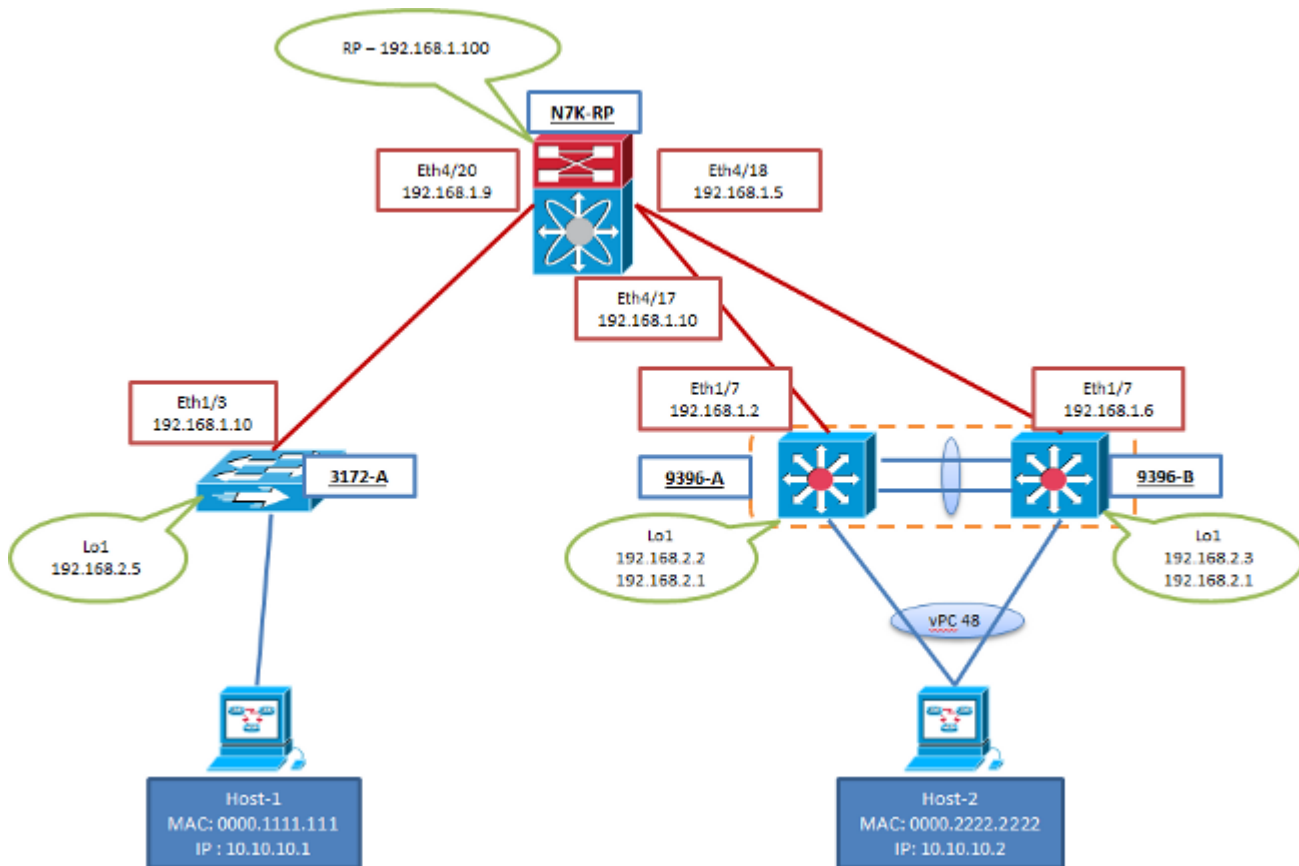 RP – 192.168.1.100
N7K-RP
Eth4/20
192.168.1.9
Eth4/18
192.168.1.5
Eth4/17
192.168.1.10
Eth1/3
192.168.1.10
Eth1/7
192.168.1.2
Eth1/7
192.168.1.6
3172-A
9396-A
9396-B
Lo1
192.168.2.5
Lo1
192.168.2.2
192.168.2.1
Lo1
192.168.2.3
192.168.2.1
vPC 48
Host-1
MAC: 0000.1111.111
IP : 10.10.10.1
Host-2
MAC: 0000.2222.2222
IP: 10.10.10.2